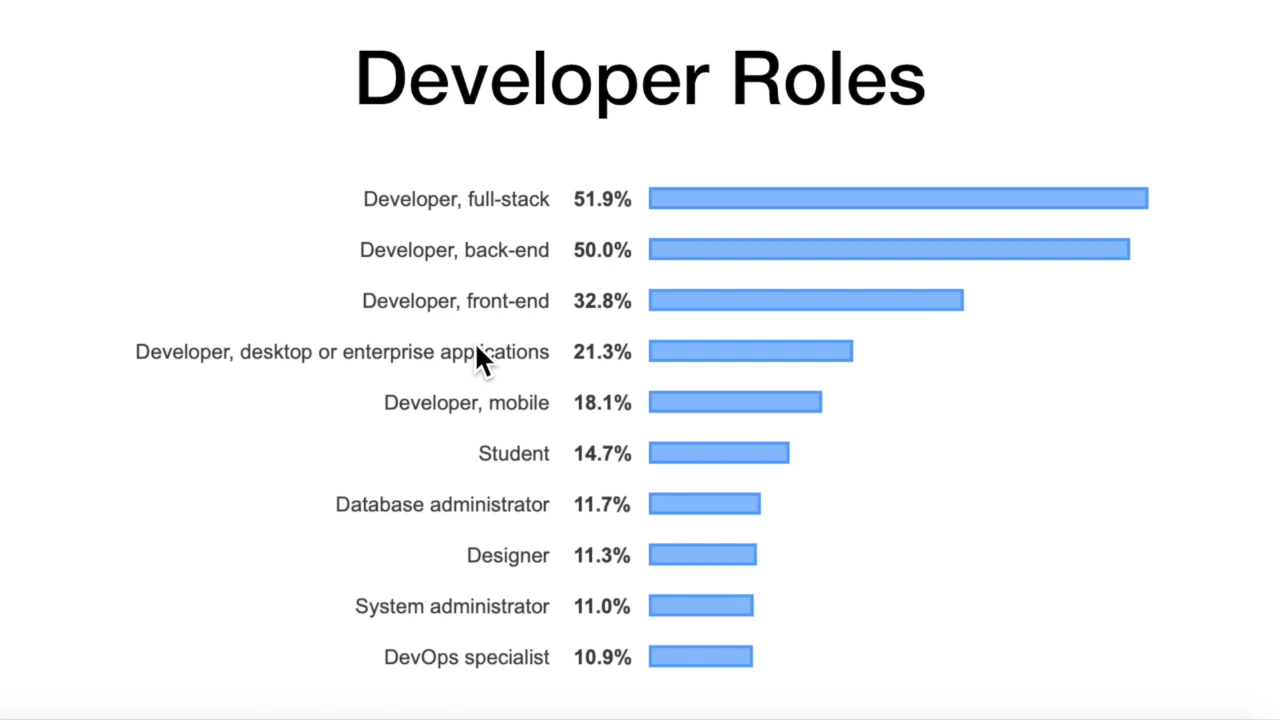 Developer Roles
Developer, full-stack 51.9%
Developer, back-end 50.0%
Developer, front-end 32.8%
Developer, desktop or enterprise applications 21.3%
Developer, mobile 18.1%
Student 14.7%
Database administrator 11.7%
Designer 11.3%
System administrator 11.0%
DevOps specialist 10.9%